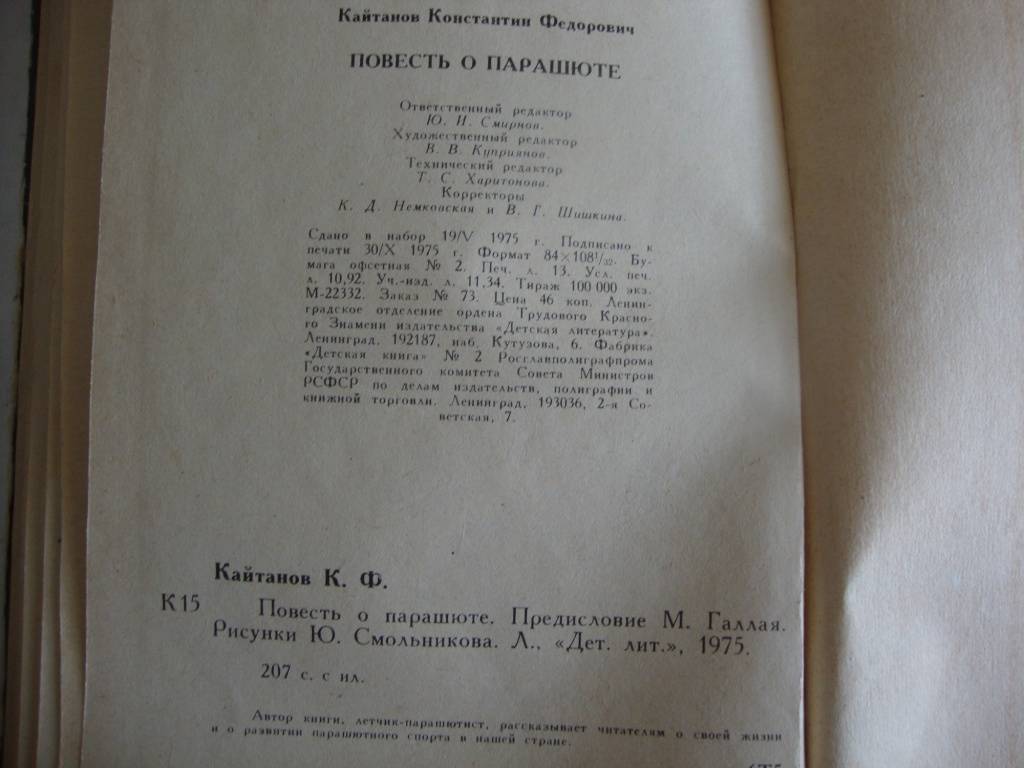 Кайтанов Константин Федорович
ПОВЕСТЬ О ПАРАШЮТЕ
Ответственный редактор
Ю. И. Смирнов.
Художественный редактор
В. В. Куприянов.
Технический редактор
Т. С. Харитонова.
Корректоры
К. Д. Немковская и В. Г. Шишкина.
Сдано в набор 19/V 1975 г. Подписано к
печати 30/X 1975 г. Формат 84×108¹/₃₂. Бу-
мага офсетная № 2. Печ. л. 13. Усл. печ.
л. 10,92. Уч.-изд. л. 11,34. Тираж 100 000 экз.
М-22332. Заказ № 73. Цена 46 коп. Ленин-
градское отделение ордена Трудового Красно-
го Знамени издательства «Детская литература».
Ленинград, 192187, наб. Кутузова, 6. Фабрика
«Детская книга» № 2 Росглавполиграфпрома
Государственного комитета Совета Министров
РСФСР по делам издательств, полиграфии и
книжной торговли. Ленинград, 193036, 2-я Со-
ветская, 7.
Кайтанов К. Ф.
К15 Повесть о парашюте. Предисловие М. Галлая.
Рисунки Ю. Смольникова. Л., «Дет. лит.», 1975.
207 с. с ил.
Автор книги, летчик-парашютист, рассказывает читателям о своей жизни
и о развитии парашютного спорта в нашей стране.